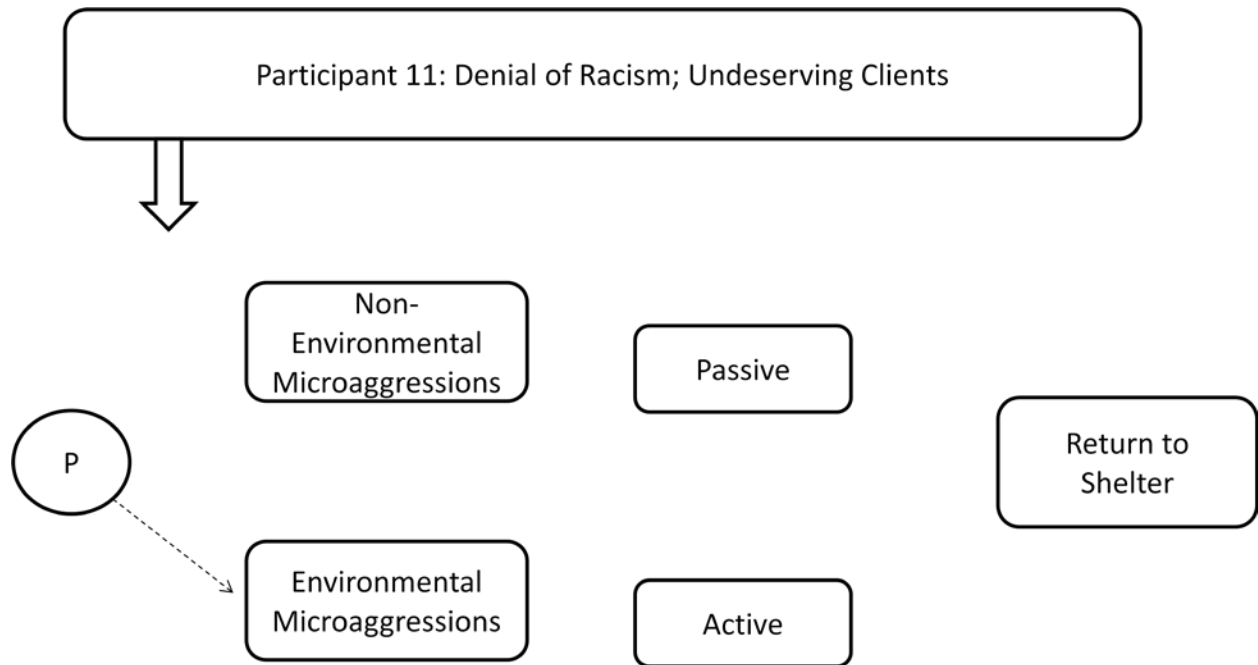 Participant 11: Denial of Racism; Undeserving Clients
Non-
Environmental
Microaggressions
Passive
Return to
Shelter
P
Environmental
Microaggressions
Active